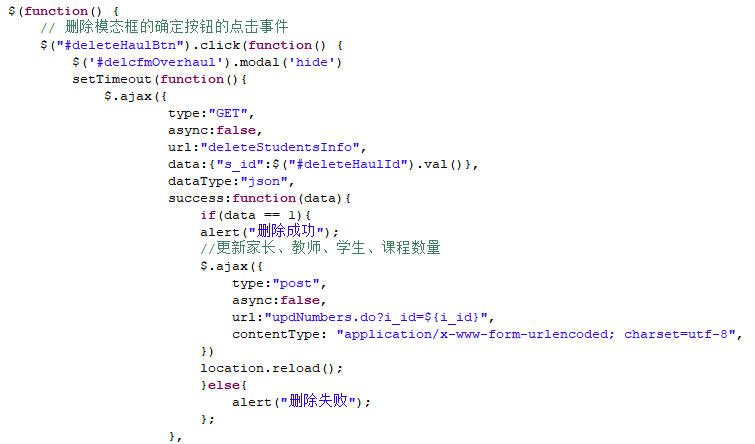 $(function() {
    // 删除模态框的确定按钮的点击事件
    $("#deleteHaulBtn").click(function() {
        $('#delcfmOverhaul').modal('hide')
        setTimeout(function(){
            $.ajax({
                    type:"GET",
                    async:false,
                    url:"deleteStudentsInfo",
                    data:{"s_id":$("#deleteHaulId").val()},
                    dataType:"json",
                    success:function(data){
                        if(data == 1){
                        alert("删除成功");
                        //更新家长、教师、学生、课程数量
                        $.ajax({
                            type:"post",
                            async:false,
                            url:"updNumbers.do?i_id=${i_id}",
                            contentType: "application/x-www-form-urlencoded; charset=utf-8",
                        })
                        location.reload();
                        }else{
                            alert("删除失败");
                        };
                    },